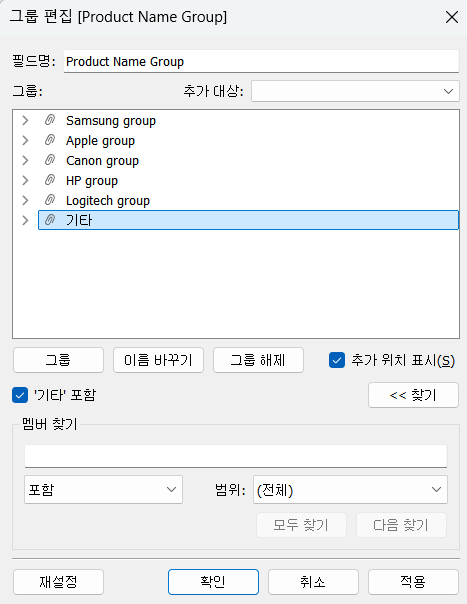 그룹 편집 [Product Name Group]
필드명: Product Name Group
그룹: 추가 대상:
Samsung group
Apple group
Canon group
HP group
Logitech group
기타
그룹 이름 바꾸기 그룹 해제 추가 위치 표시(S)
'기타' 포함 << 찾기
멤버 찾기
포함 범위: (전체)
모두 찾기 다음 찾기
재설정 확인 취소 적용